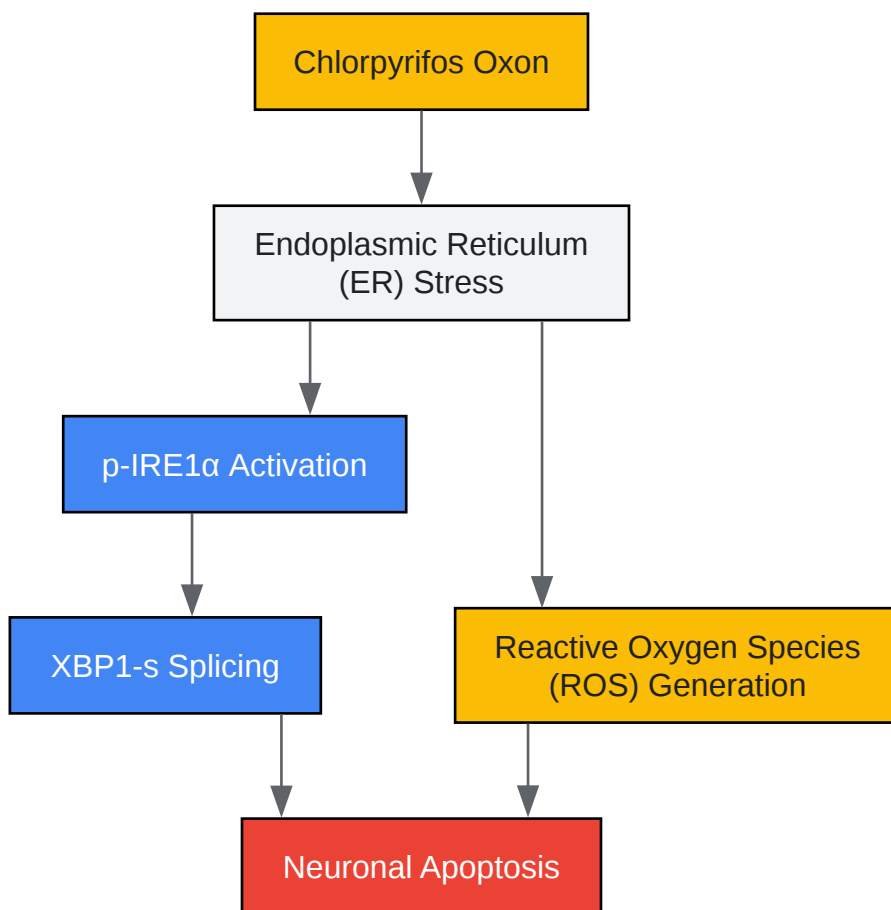 Chlorpyrifos Oxon
Endoplasmic Reticulum
(ER) Stress
p-IRE1α Activation
XBP1-s Splicing
Reactive Oxygen Species
(ROS) Generation
Neuronal Apoptosis